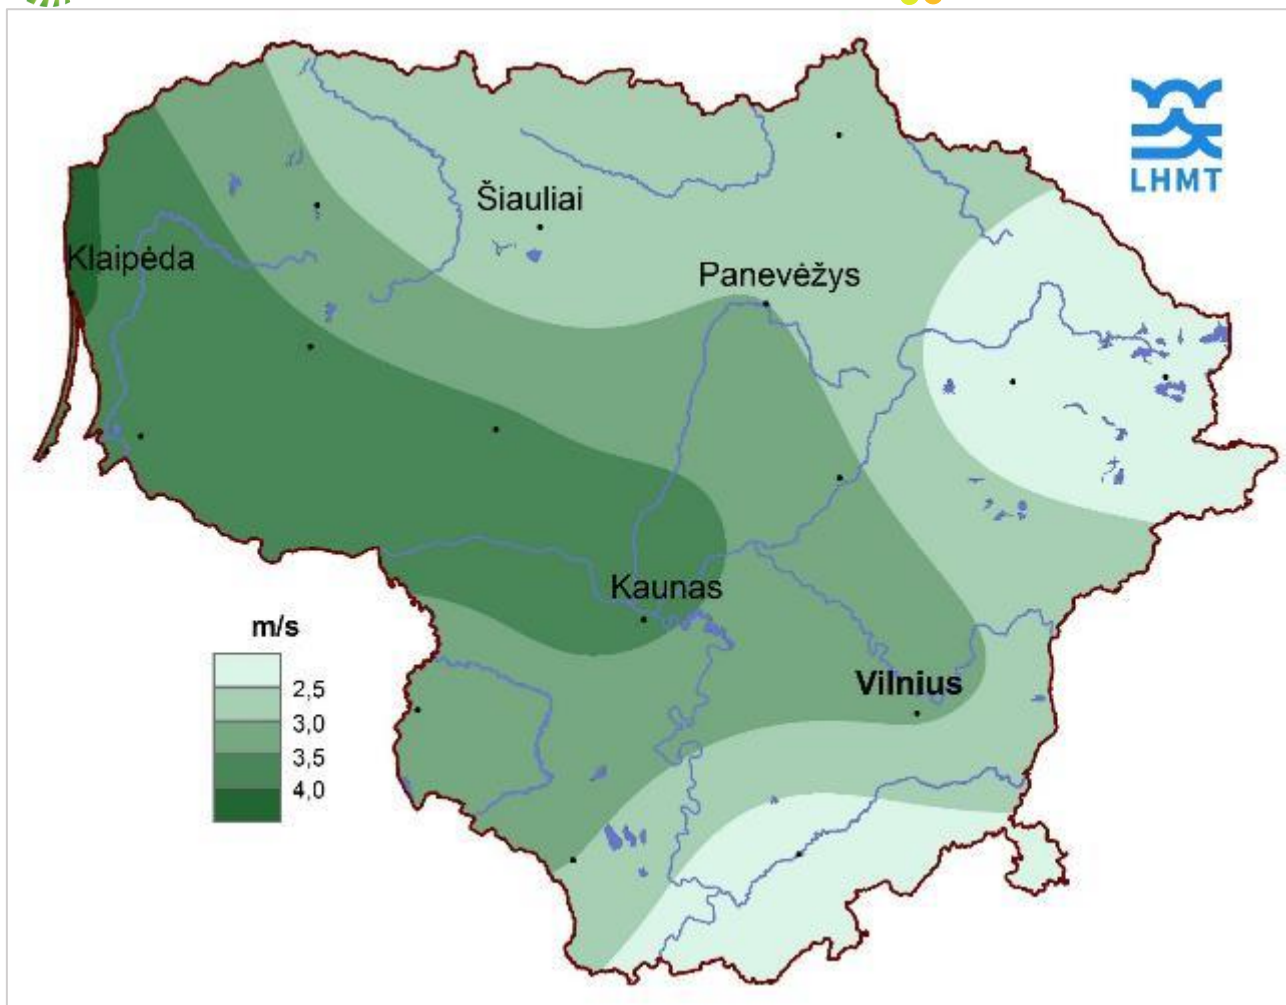 LHMT
Šiauliai
Klaipėda
Panevėžys
Kaunas
m/s
Vilnius
2,5
3,0
3,5
4,0